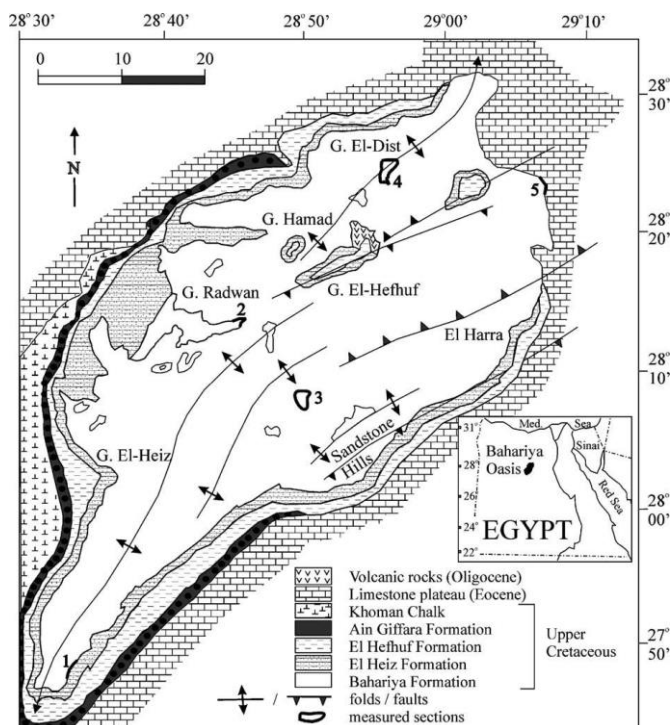 28°30' 28°40' 28°50' 29°00' 29°10'
0 10 20
N
28°
30'
28°
20'
28°
10'
28°
00'
27°
50'
G. El-Dist
4
5
G. Hamad
G. El-Hefhuf
G. Radwan
2
El Harra
3
G. El-Heiz
Sandstone
Hills
1
31°
28°
24°
22°
Med. Sea
Sinai
Bahariya
Oasis
Red Sea
EGYPT
Volcanic rocks (Oligocene)
Limestone plateau (Eocene)
Khoman Chalk
Ain Giffara Formation
El Hefhuf Formation
El Heiz Formation
Bahariya Formation
Upper
Cretaceous
/ folds / faults
measured sections